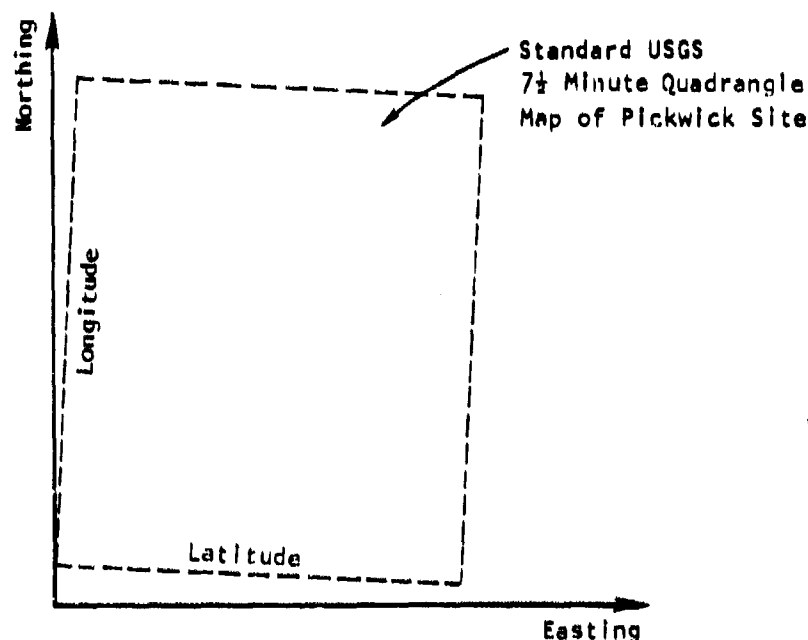 Northing
Standard USGS
7½ Minute Quadrangle
Map of Pickwick Site
Longitude
Latitude
Easting